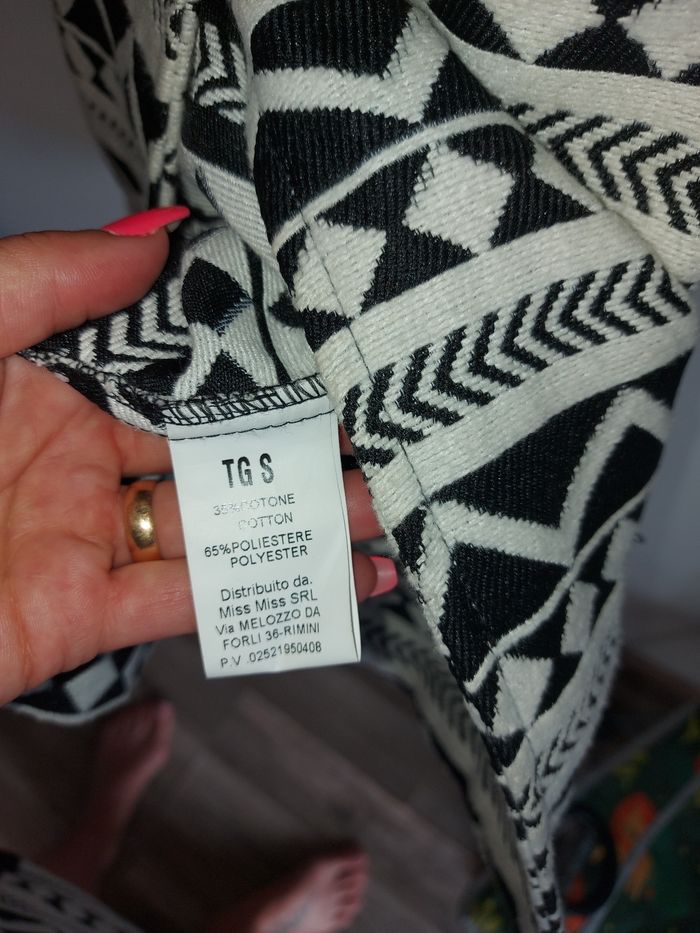 TG S
35%COTONE
COTTON
65%POLIESTERE
POLYESTER
Distribuito da.
Miss Miss SRL
Via MELOZZO DA
FORLI 36-RIMINI
P.V .02521950408